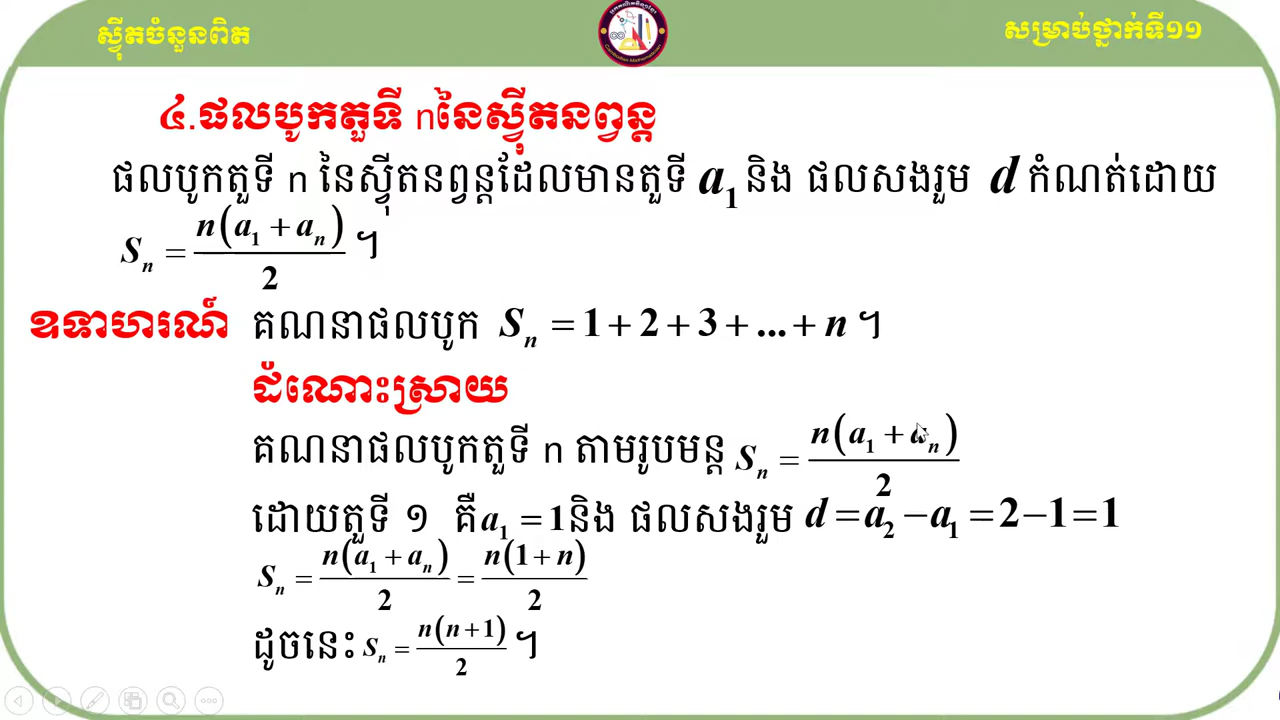 ស្វ៊ីតចំនួនពិត
សម្រាប់ថ្នាក់ទី១១
៤.ផលបូកតួទី nនៃស្វ៊ីតនព្វន្ត
ផលបូកតួទី n នៃស្វ៊ីតនព្វន្តដែលមានតួទី a₁ និង ផលសងរួម d កំណត់ដោយ
Sₙ = n(a₁ + aₙ)/2 ។
ឧទាហរណ៍ គណនាផលបូក Sₙ = 1 + 2 + 3 + ... + n ។
ដំណោះស្រាយ
គណនាផលបូកតួទី n តាមរូបមន្ត Sₙ = n(a₁ + aₙ)/2
ដោយតួទី ១ គឺ a₁ = 1 និង ផលសងរួម d = a₂ − a₁ = 2 − 1 = 1
Sₙ = n(a₁ + aₙ)/2 = n(1 + n)/2
ដូចនេះ Sₙ = n(n + 1)/2 ។